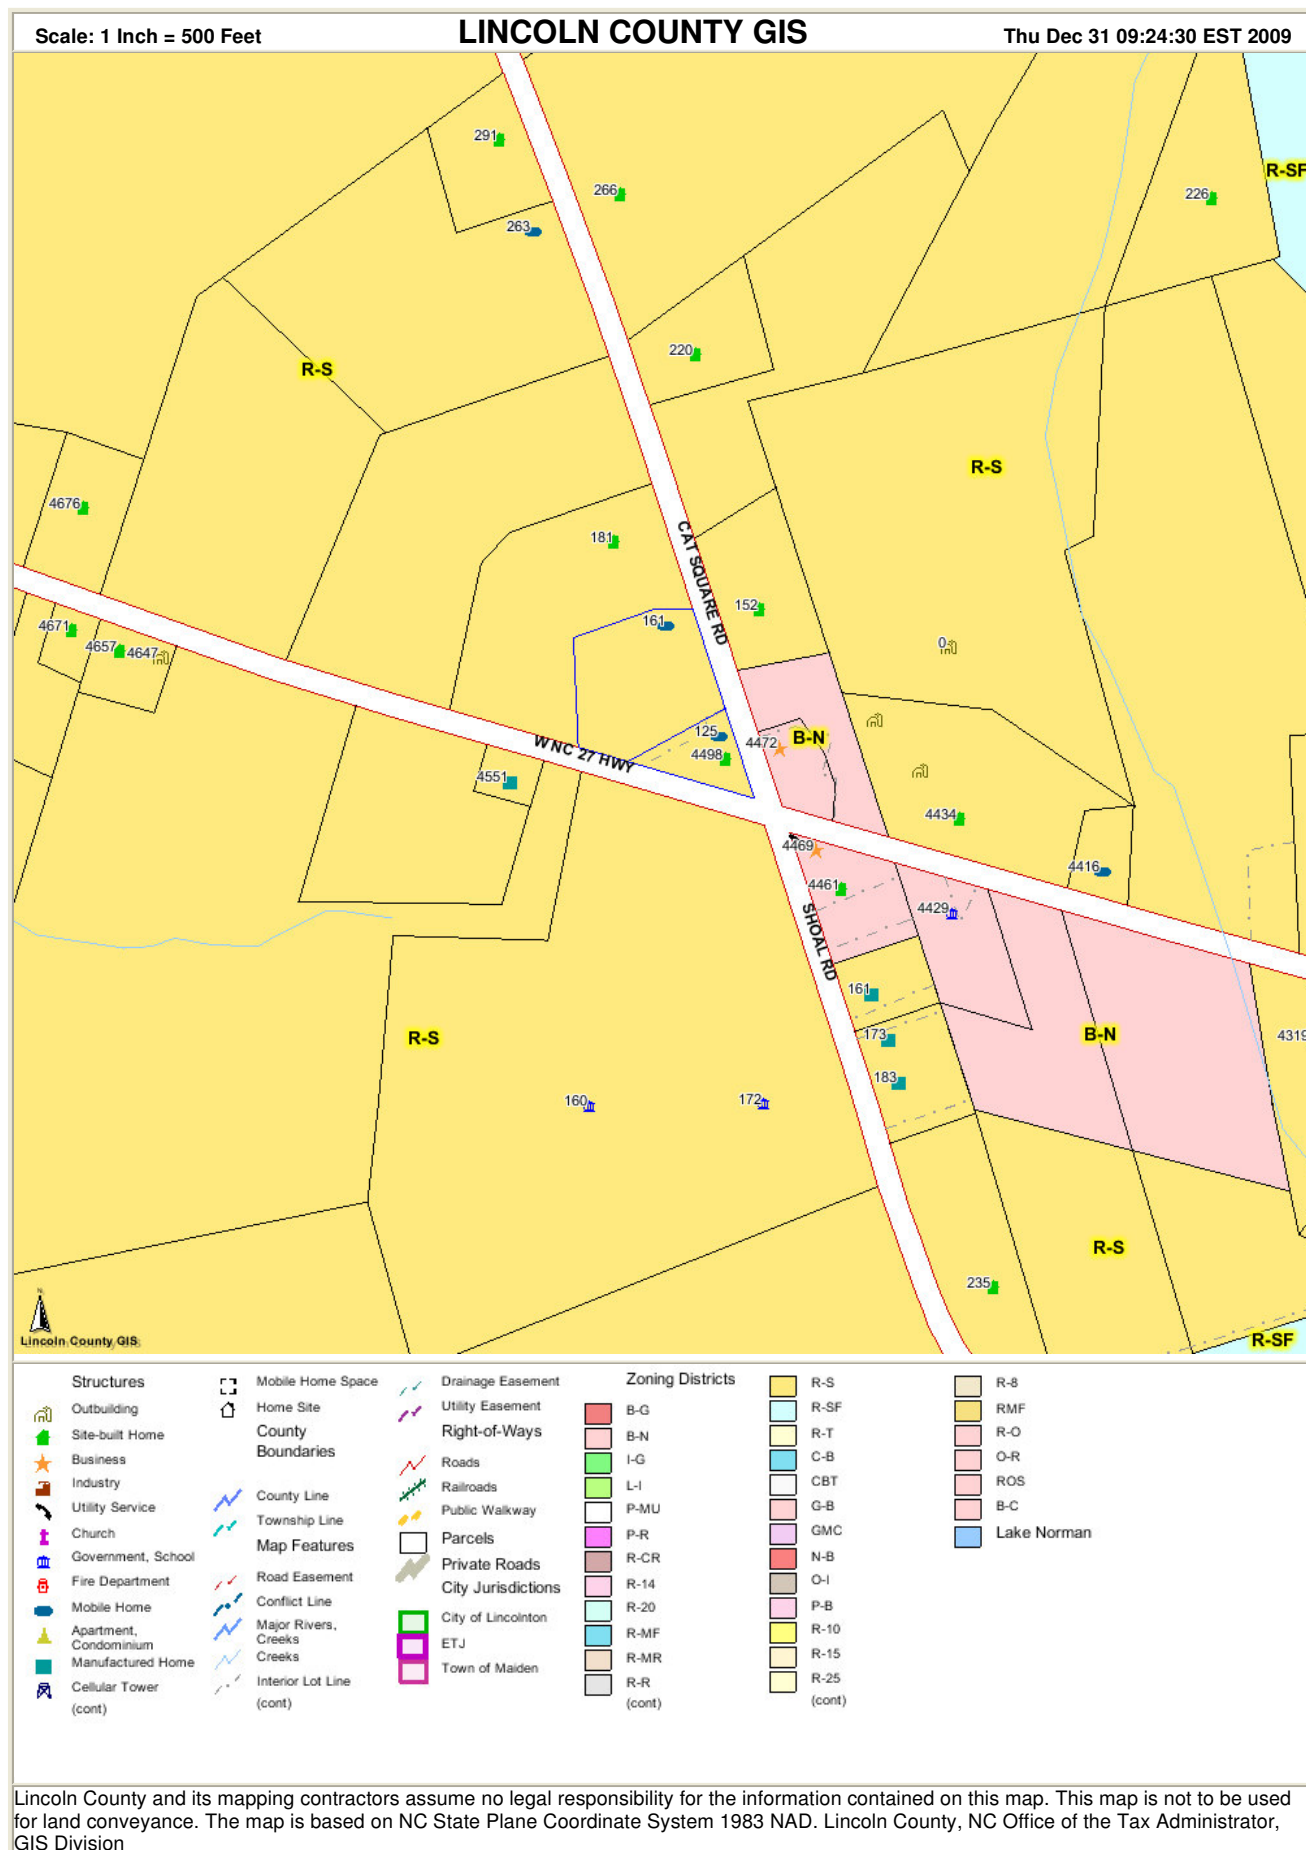 Scale: 1 Inch = 500 Feet
LINCOLN COUNTY GIS
Thu Dec 31 09:24:30 EST 2009
291
266
263
226
R-SF
220
R-S
R-S
4676
181
CAT SQUARE RD
152
161
4671
4657
4647
0
125
4472
B-N
4498
W NC 27 HWY
4551
4434
4469
4416
4461
4429
SHOAL RD
161
173
B-N
4319
R-S
183
160
172
R-S
235
R-SF
N
Lincoln County GIS
Structures
Outbuilding
Site-built Home
Business
Industry
Utility Service
Church
Government, School
Fire Department
Mobile Home
Apartment,
Condominium
Manufactured Home
Cellular Tower
(cont)
Mobile Home Space
Home Site
County
Boundaries
County Line
Township Line
Map Features
Road Easement
Conflict Line
Major Rivers,
Creeks
Creeks
Interior Lot Line
(cont)
Drainage Easement
Utility Easement
Right-of-Ways
Roads
Railroads
Public Walkway
Parcels
Private Roads
City Jurisdictions
City of Lincolnton
ETJ
Town of Maiden
Zoning Districts
B-G
B-N
I-G
L-I
P-MU
P-R
R-CR
R-14
R-20
R-MF
R-MR
R-R
(cont)
R-S
R-SF
R-T
C-B
CBT
G-B
GMC
N-B
O-I
P-B
R-10
R-15
R-25
(cont)
R-8
RMF
R-O
O-R
ROS
B-C
Lake Norman
Lincoln County and its mapping contractors assume no legal responsibility for the information contained on this map. This map is not to be used
for land conveyance. The map is based on NC State Plane Coordinate System 1983 NAD. Lincoln County, NC Office of the Tax Administrator,
GIS Division